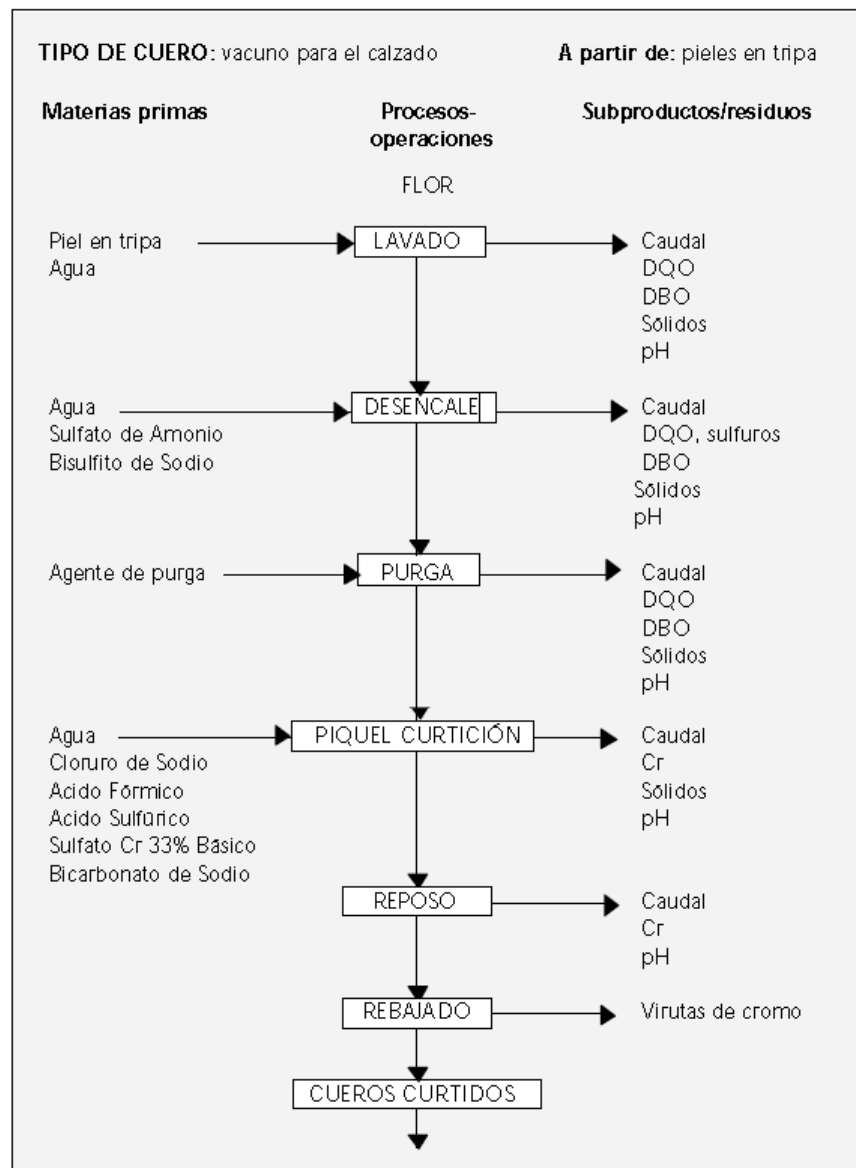 TIPO DE CUERO: vacuno para el calzado A partir de: pieles en tripa
Materias primas Procesos- Subproductos/residuos
operaciones
FLOR
Piel en tripa LAVADO Caudal
Agua DQO
DBO
Sólidos
pH
Agua DESENCALE Caudal
Sulfato de Amonio DQO, sulfuros
Bisulfito de Sodio DBO
Sólidos
pH
Agente de purga PURGA Caudal
DQO
DBO
Sólidos
pH
Agua PIQUEL CURTICIÓN Caudal
Cloruro de Sodio Cr
Acido Fórmico Sólidos
Acido Sulfúrico pH
Sulfato Cr 33% Básico
Bicarbonato de Sodio
REPOSO Caudal
Cr
pH
REBAJADO Virutas de cromo
CUEROS CURTIDOS